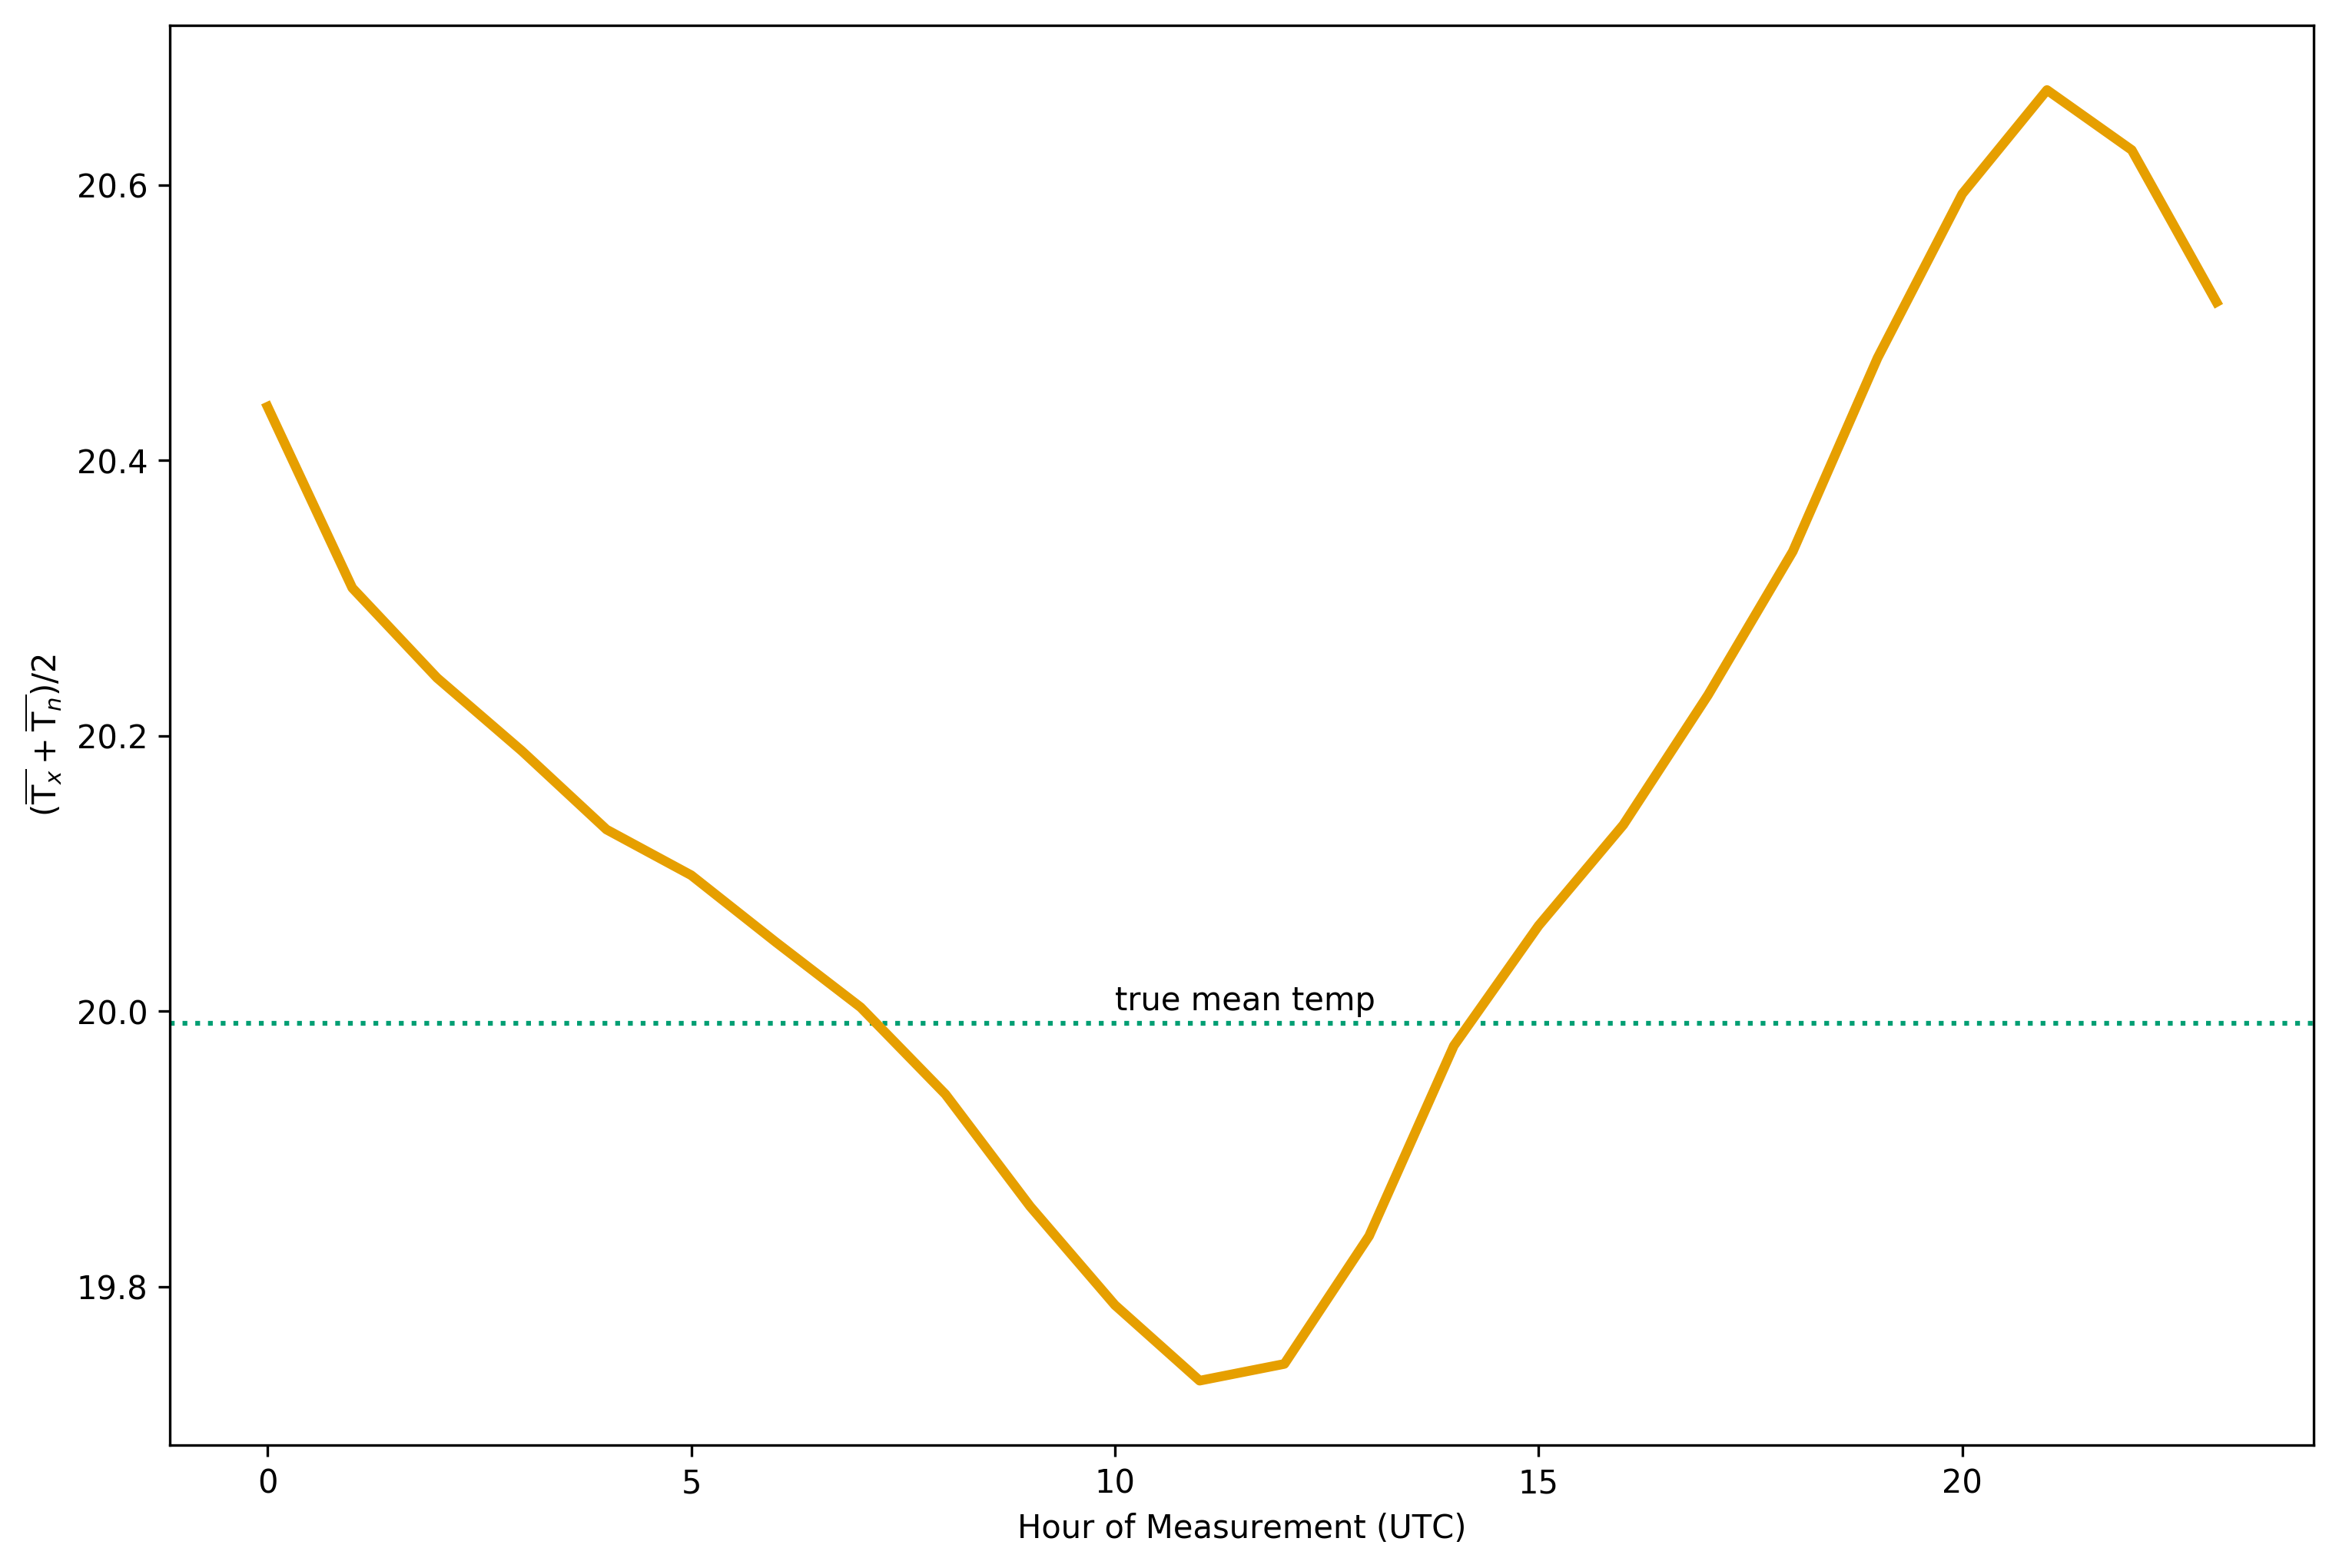 20.6
20.4
20.2
20.0
19.8
(T̅ₓ + T̅ₙ)/2
true mean temp
0 5 10 15 20
Hour of Measurement (UTC)